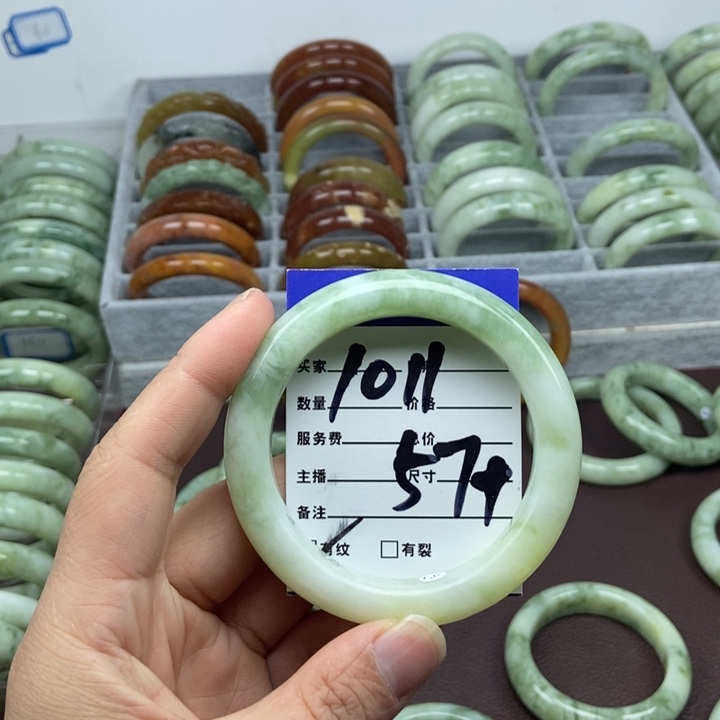 买家
1011
数量 价格
服务费 总价
主播 尺寸
57+
备注
有纹 □有裂